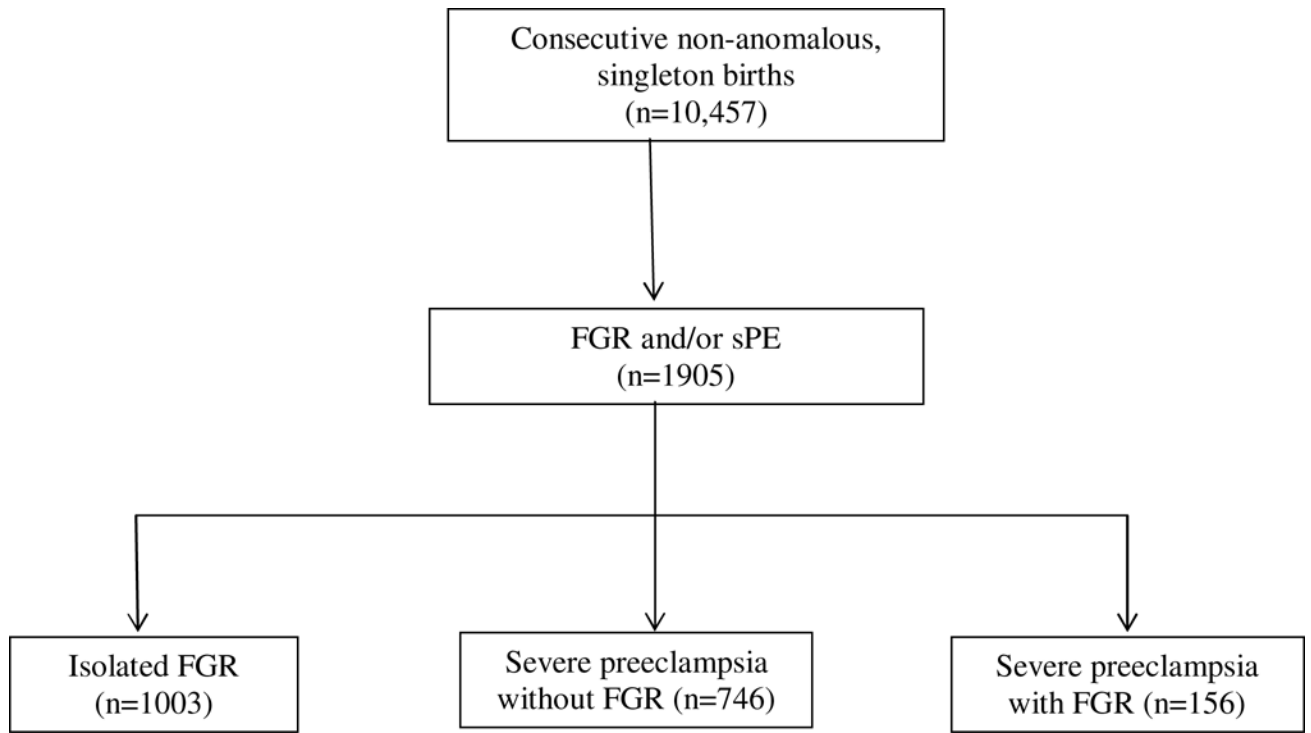 Consecutive non-anomalous,
singleton births
(n=10,457)
FGR and/or sPE
(n=1905)
Isolated FGR
(n=1003)
Severe preeclampsia
without FGR (n=746)
Severe preeclampsia
with FGR (n=156)